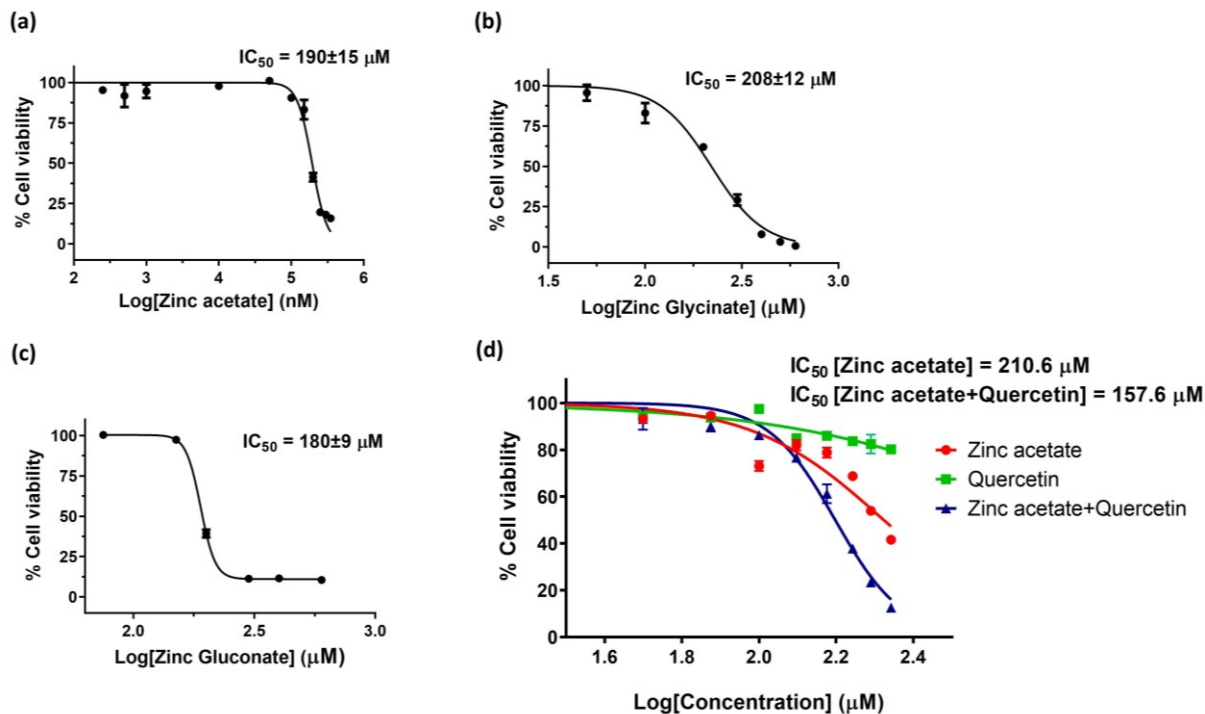 (a)
IC50 = 190±15 μM
% Cell viability
100
75
50
25
0
2 3 4 5 6
Log[Zinc acetate] (nM)
(b)
IC50 = 208±12 μM
% Cell viability
100
75
50
25
0
1.5 2.0 2.5 3.0
Log[Zinc Glycinate] (μM)
(c)
IC50 = 180±9 μM
% Cell viability
100
75
50
25
0
2.0 2.5 3.0
Log[Zinc Gluconate] (μM)
(d)
IC50 [Zinc acetate] = 210.6 μM
IC50 [Zinc acetate+Quercetin] = 157.6 μM
% Cell viability
100
80
60
40
20
0
1.6 1.8 2.0 2.2 2.4
Log[Concentration] (μM)
Zinc acetate
Quercetin
Zinc acetate+Quercetin